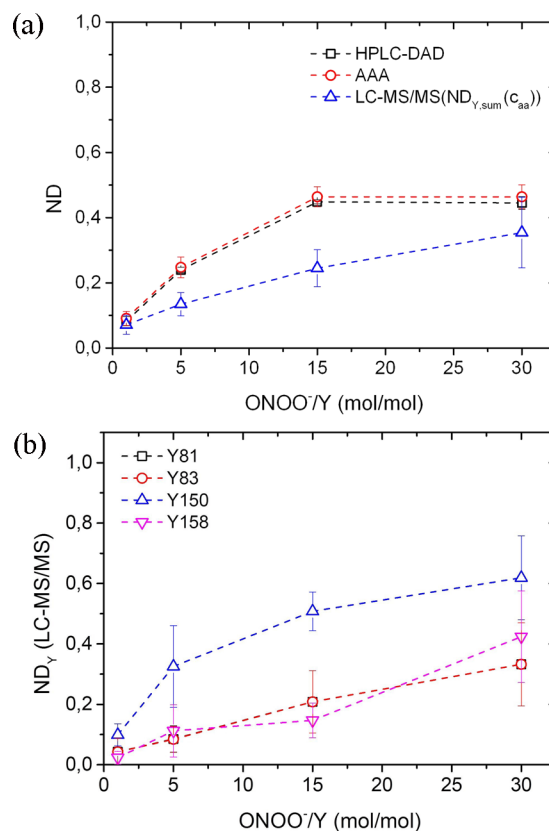 (a)
HPLC-DAD
AAA
LC-MS/MS(ND_Y,sum(c_aa))
1,0
0,8
0,6
0,4
0,2
0,0
ND
0 5 10 15 20 25 30
ONOO⁻/Y (mol/mol)
(b)
Y81
Y83
Y150
Y158
1,0
0,8
0,6
0,4
0,2
0,0
ND_Y (LC-MS/MS)
0 5 10 15 20 25 30
ONOO⁻/Y (mol/mol)